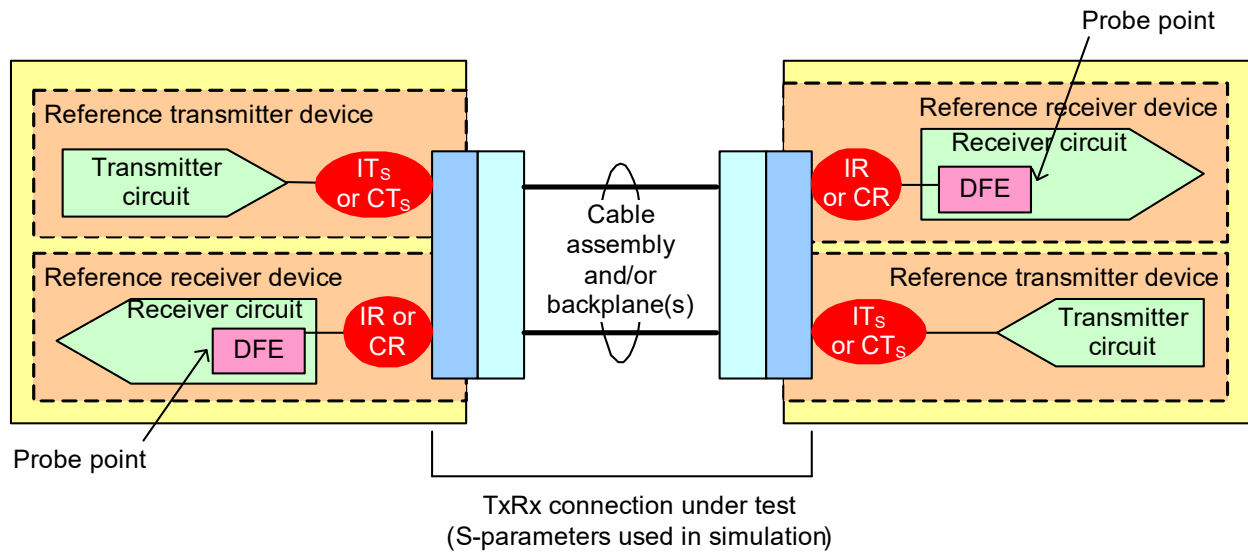 Probe point
Reference transmitter device
Transmitter
circuit
ITS
or CTS
Reference receiver device
Receiver circuit
DFE
IR or
CR
Probe point
Cable
assembly
and/or
backplane(s)
Reference receiver device
Receiver circuit
DFE
IR
or CR
Reference transmitter device
ITS
or CTS
Transmitter
circuit
TxRx connection under test
(S-parameters used in simulation)